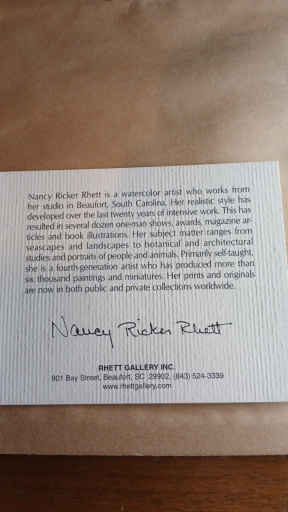 Nancy Ricker Rhett is a watercolor artist who works from
her studio in Beaufort, South Carolina. Her realistic style has
developed over the last twenty years of intensive work. This has
resulted in several dozen one-man shows, awards, magazine ar-
ticles and book illustrations. Her subject matter ranges from
seascapes and landscapes to botanical and architectural
studies and portraits of people and animals. Primarily self-taught,
she is a fourth-generation artist who has produced more than
six thousand paintings and miniatures. Her prints and originals
are now in both public and private collections worldwide.
Nancy Ricker Rhett
RHETT GALLERY INC.
901 Bay Street, Beaufort, SC 29902, (843) 524-3339
www.rhettgallery.com